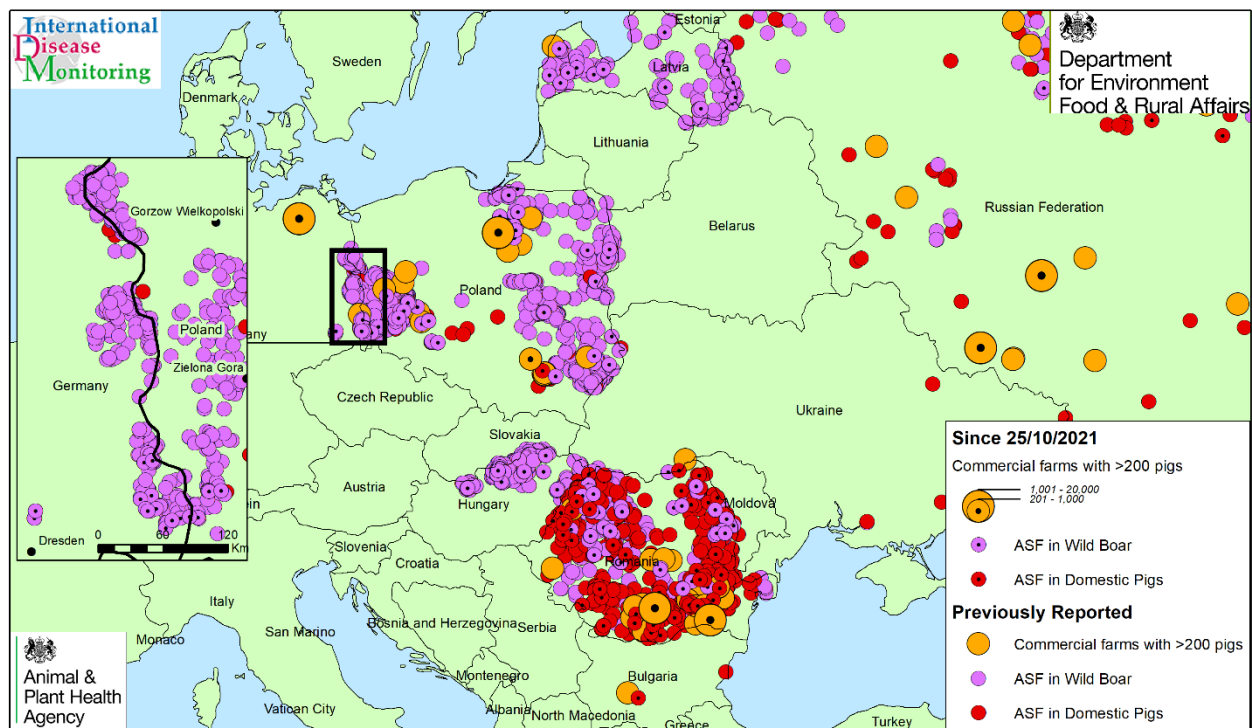 International
Disease
Monitoring
Department
for Environment
Food & Rural Affairs
Estonia
Sweden
Latvia
Denmark
Lithuania
Gorzow Wielkopolski
Russian Federation
Belarus
Poland
Poland
any
Zielona Gora
Germany
Czech Republic
Ukraine
Slovakia
Since 25/10/2021
Commercial farms with >200 pigs
1,001 - 20,000
201 - 1,000
ASF in Wild Boar
ASF in Domestic Pigs
Previously Reported
Commercial farms with >200 pigs
ASF in Wild Boar
ASF in Domestic Pigs
Austria
ein
Hungary
Moldova
Dresden
0 60 120
Km
Slovenia
Croatia
Romania
Italy
San Marino
Bosnia and Herzegovina
Serbia
Monaco
Montenegro
Bulgaria
Vatican City
Albania
North Macedonia
Greece
Turkey
Animal &
Plant Health
Agency